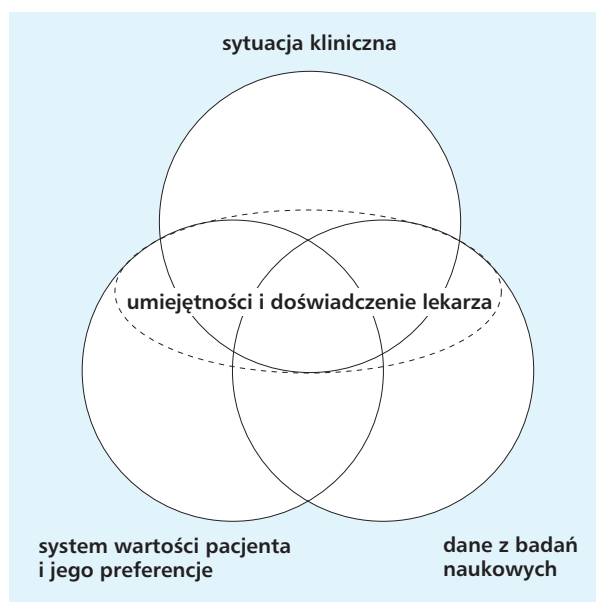 sytuacja kliniczna
umiejętności i doświadczenie lekarza
system wartości pacjenta
i jego preferencje
dane z badań
naukowych